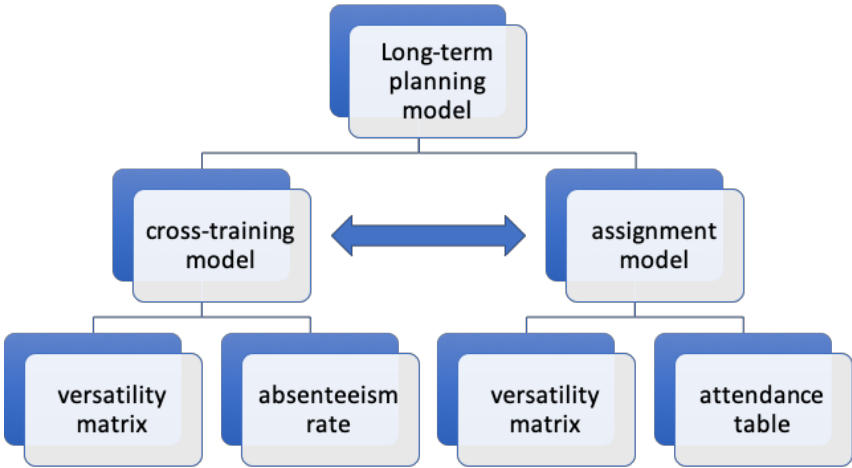 Long-term
planning
model
cross-training
model
assignment
model
versatility
matrix
absenteeism
rate
versatility
matrix
attendance
table